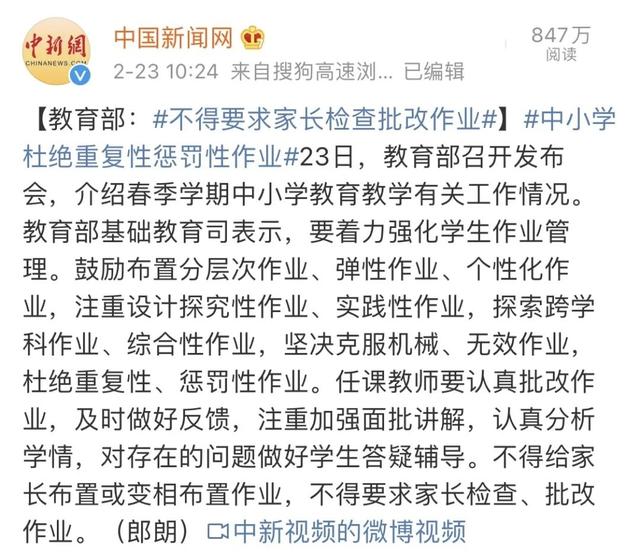 中新網
CHINANEWS.COM
中国新闻网
847万
阅读
2-23 10:24 来自搜狗高速浏... 已编辑
【教育部：#不得要求家长检查批改作业#】#中小学
杜绝重复性惩罚性作业#23日，教育部召开发布
会，介绍春季学期中小学教育教学有关工作情况。
教育部基础教育司表示，要着力强化学生作业管
理。鼓励布置分层次作业、弹性作业、个性化作
业，注重设计探究性作业、实践性作业，探索跨学
科作业、综合性作业，坚决克服机械、无效作业，
杜绝重复性、惩罚性作业。任课教师要认真批改作
业，及时做好反馈，注重加强面批讲解，认真分析
学情，对存在的问题做好学生答疑辅导。不得给家
长布置或变相布置作业，不得要求家长检查、批改
作业。（郎朗）中新视频的微博视频